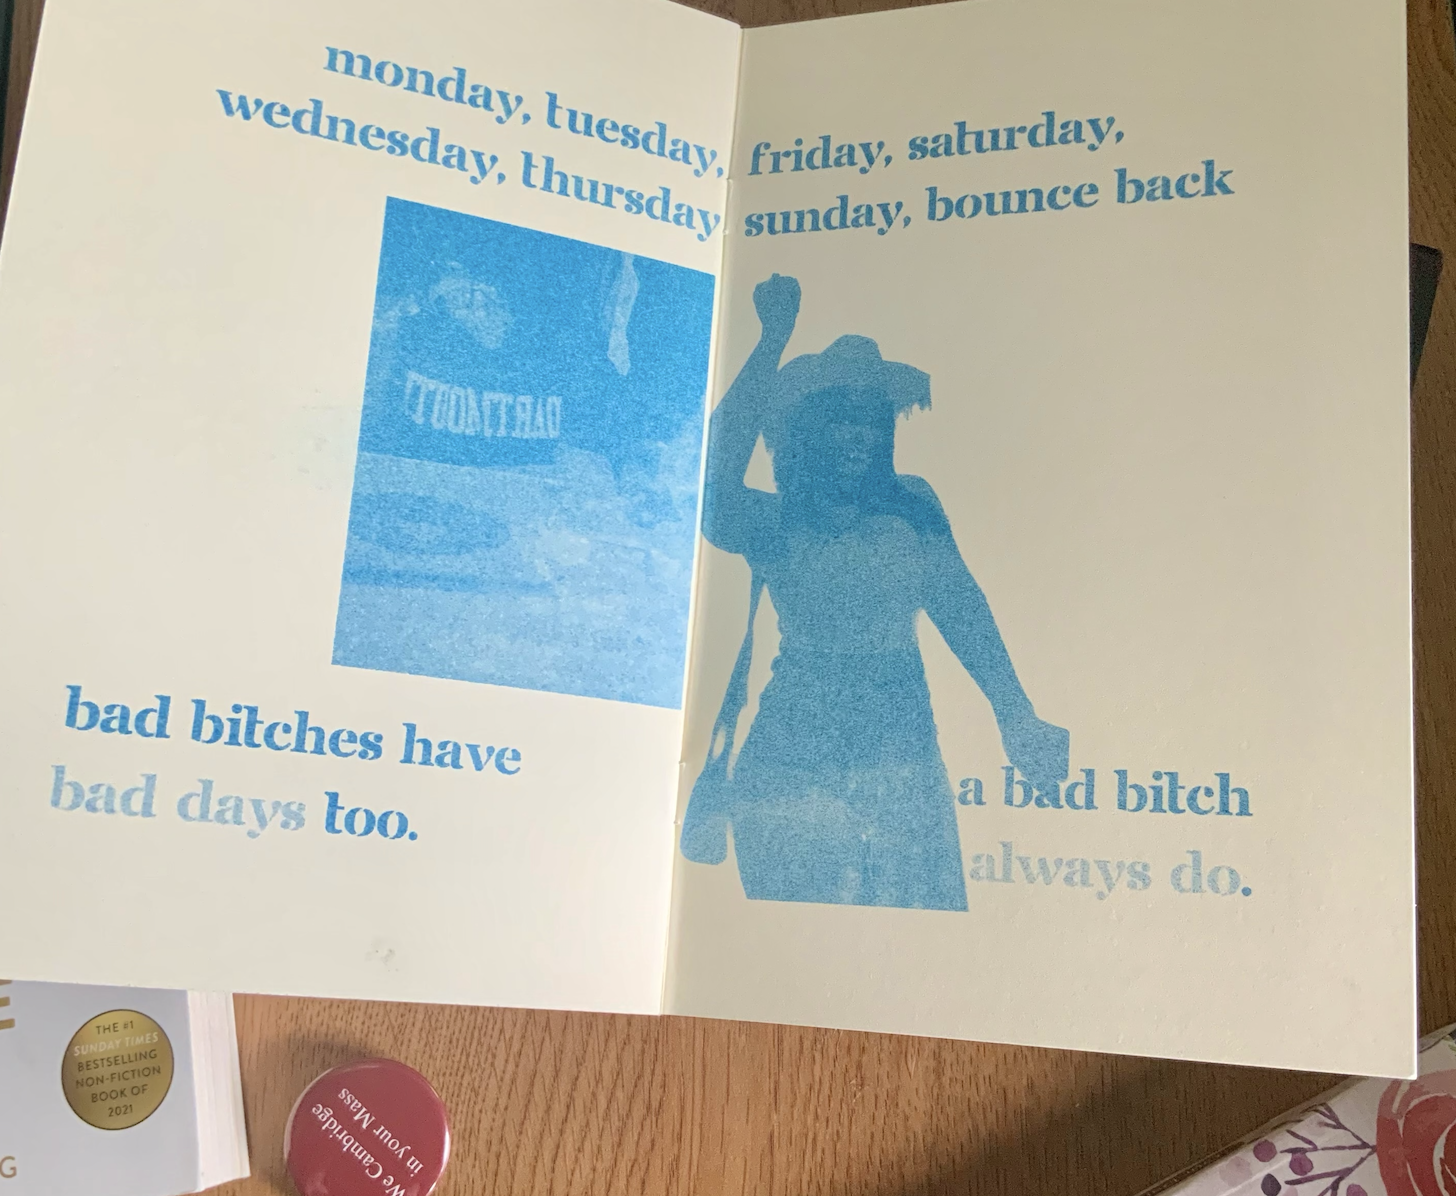 monday, tuesday,
wednesday, thursday
bad bitches have
bad days too.
friday, saturday,
sunday, bounce back
a bad bitch
always do.
THE #1
SUNDAY TIMES
BESTSELLING
NON-FICTION
BOOK OF
2021
G
We Cambridge
in your Mass